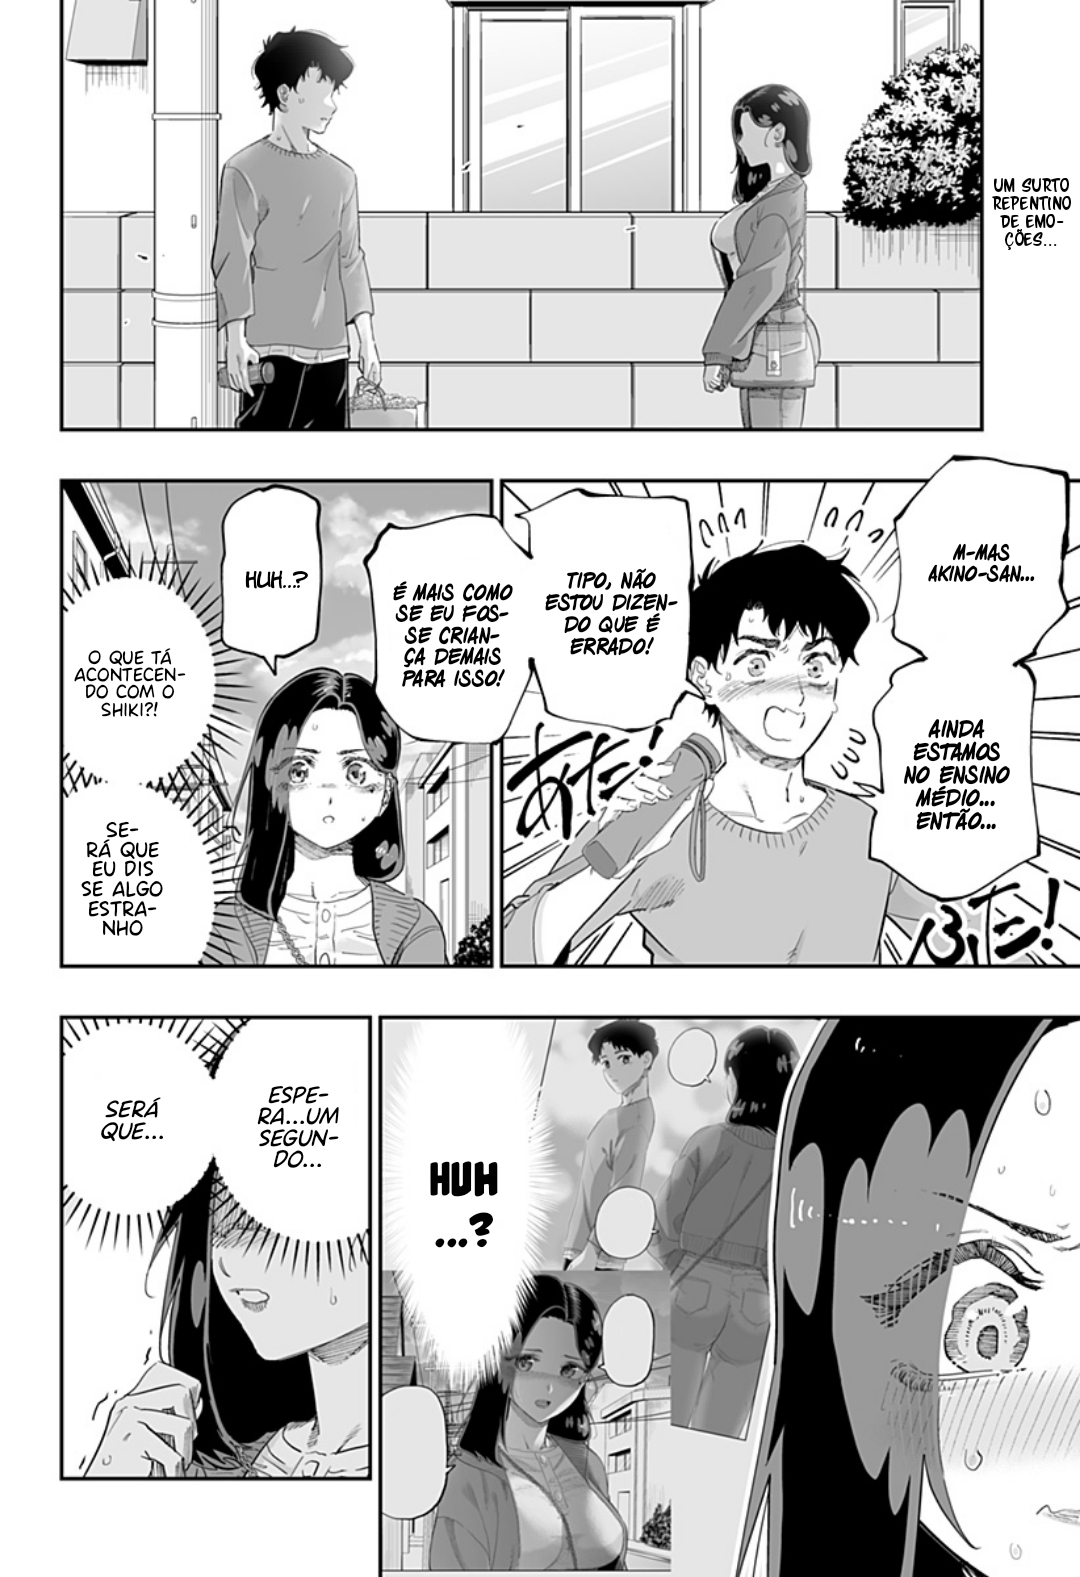 UM SURTO
REPENTINO
DE EMO-
ÇÕES...
M-MAS
AKINO-SAN...
AINDA
ESTAMOS
NO ENSINO
MÉDIO...
ENTÃO...
ふた!
TIPO, NÃO
ESTOU DIZEN-
DO QUE É
ERRADO!
あた!
É MAIS COMO
SE EU FOS-
SE CRIAN-
ÇA DEMAIS
PARA ISSO!
HUH...?
O QUE TÁ
ACONTECEN-
DO COM O
SHIKI?!
SE-
RÁ QUE
EU DIS
SE ALGO
ESTRA-
NHO
HUH
...?
ESPE-
RA...UM
SEGUN-
DO...
SERÁ
QUE...